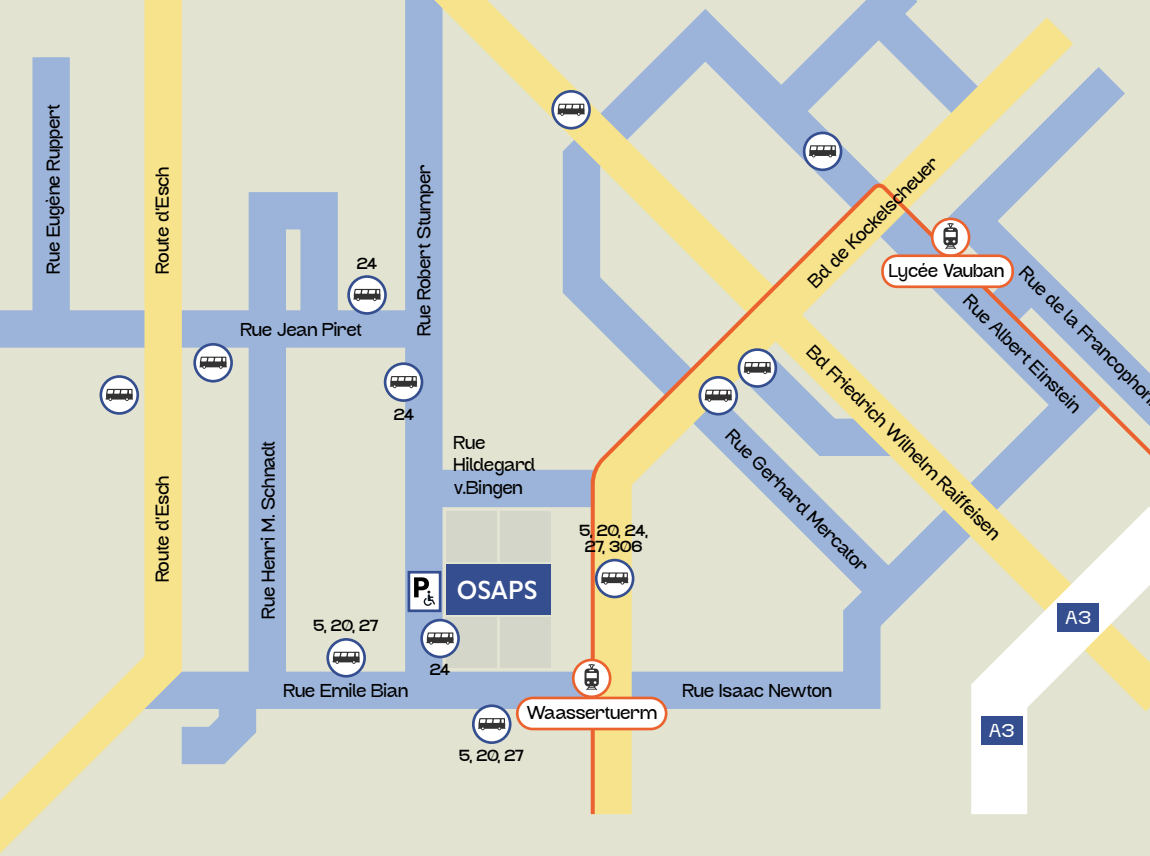 Rue Eugène Ruppert
Route d'Esch
Rue Robert Stumper
Bd de Kockelscheuer
Lycée Vauban
24
Rue Jean Piret
Rue de la Francophon
Rue Albert Einstein
24
Bd Friedrich Wilhelm Raiffeisen
Rue
Hildegard
v.Bingen
Rue Gerhard Mercator
Route d'Esch
Rue Henri M. Schnadt
5, 20, 24,
27, 306
P
OSAPS
A3
5, 20, 27
24
Rue Emile Bian
Rue Isaac Newton
Waassertuerm
A3
5, 20, 27